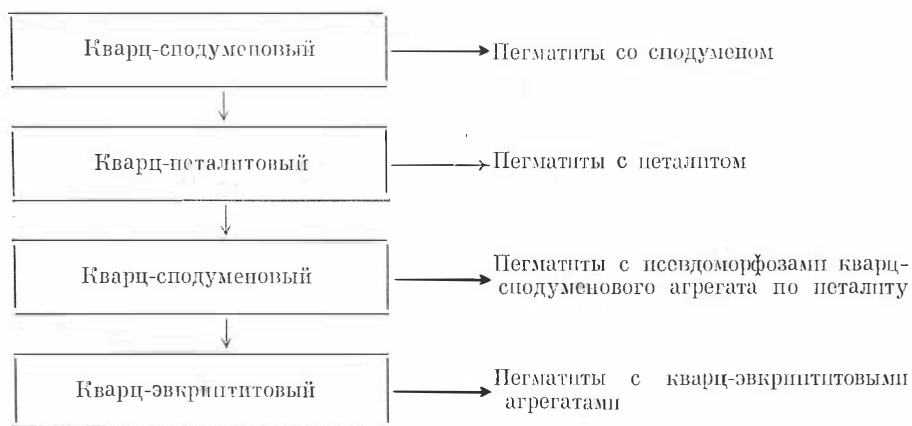 Кварц-сподуменовый
Пегматиты со сподуменом
Кварц-петалитовый
Пегматиты с петалитом
Кварц-сподуменовый
Пегматиты с псевдоморфозами кварц-
сподуменового агрегата по петалиту
Кварц-эвкриптитовый
Пегматиты с кварц-эвкриптитовыми
агрегатами